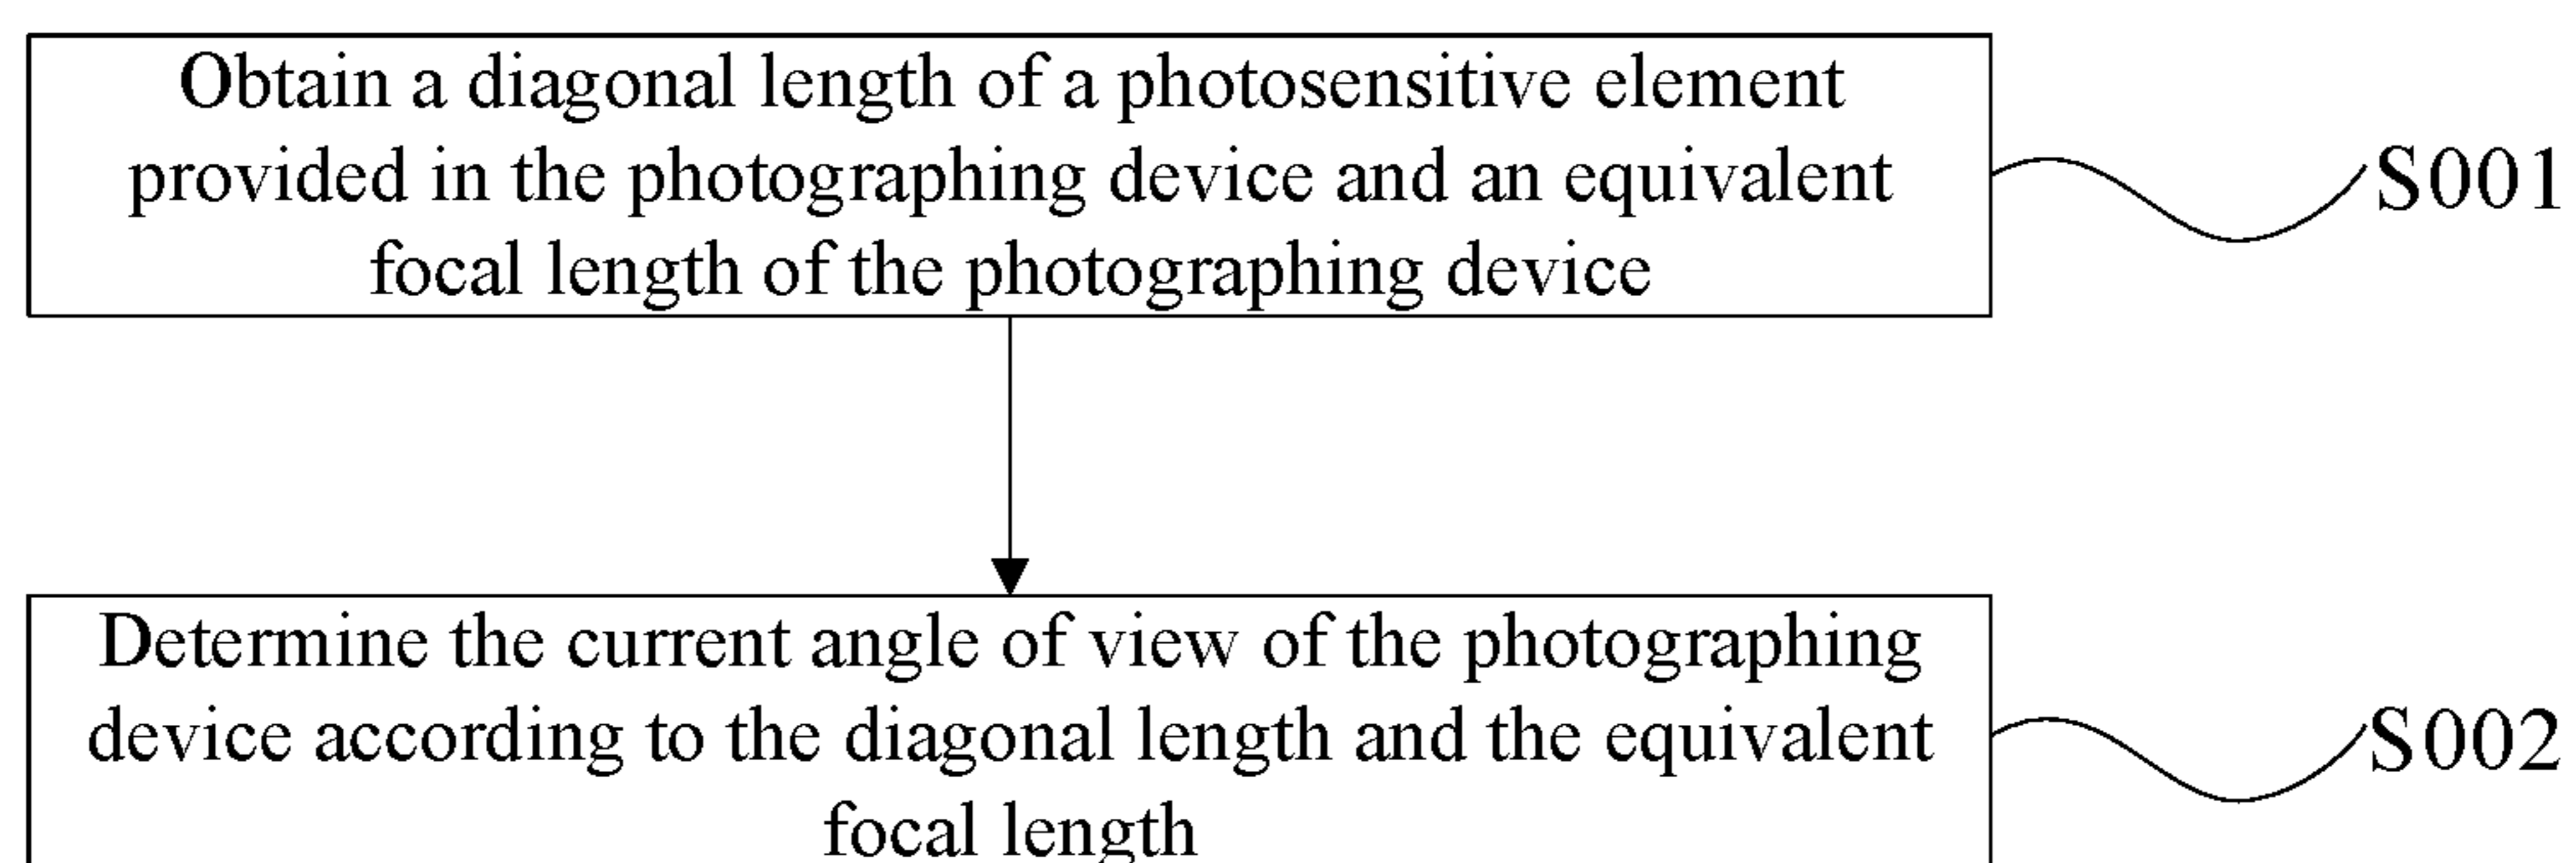 Obtain a diagonal length of a photosensitive element
provided in the photographing device and an equivalent
focal length of the photographing device
S001
Determine the current angle of view of the photographing
device according to the diagonal length and the equivalent
focal length
S002